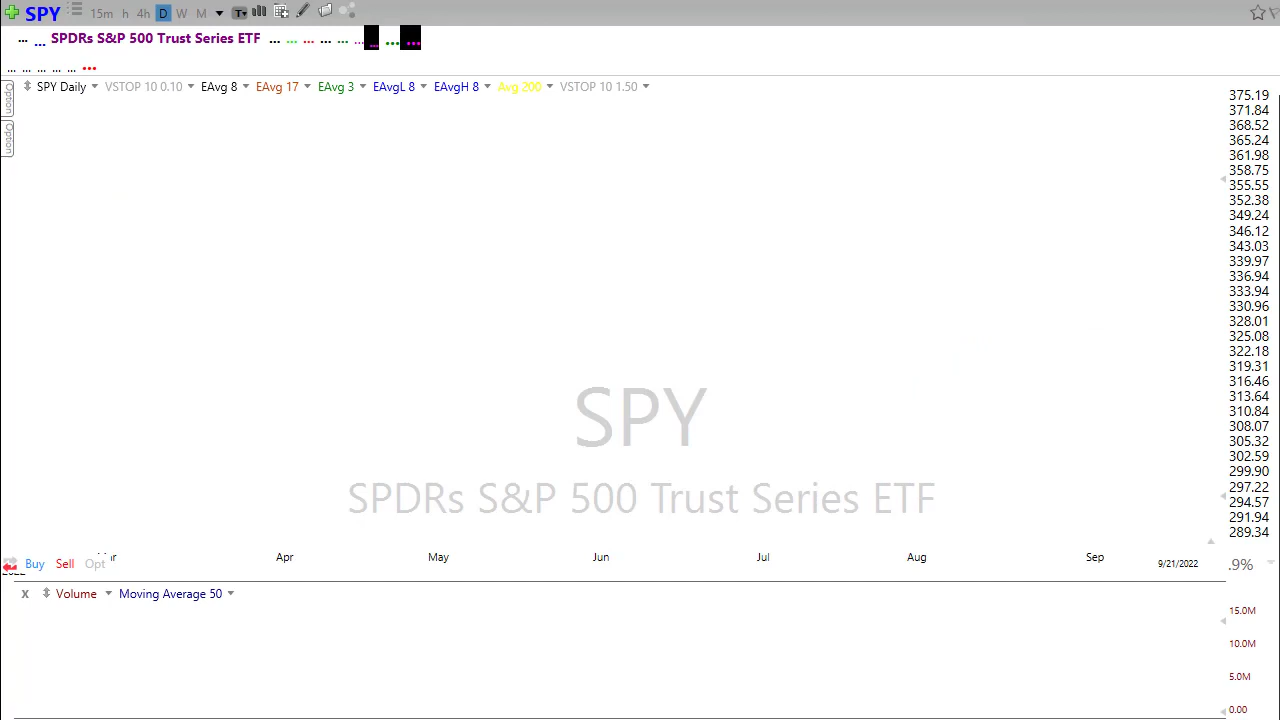 SPY 15m 1h 4h D W M T
... ... SPDRs S&P 500 Trust Series ETF ... ... ... ... ... ... ... ... ...
... ... ... ... ... ...
SPY Daily VSTOP 10 0.10 EAvg 8 EAvg 17 EAvg 3 EAvgL 8 EAvgH 8 Avg 200 VSTOP 10 1.50
Option
Option
375.19
371.84
368.52
365.24
361.98
358.75
355.55
352.38
349.24
346.12
343.03
339.97
336.94
333.94
330.96
328.01
325.08
322.18
319.31
316.46
313.64
310.84
308.07
305.32
302.59
299.90
297.22
294.57
291.94
289.34
SPY
SPDRs S&P 500 Trust Series ETF
Apr May Jun Jul Aug Sep
Buy Sell Opt 9/21/2022 .9%
X Volume Moving Average 50
15.0M
10.0M
5.0M
0.00